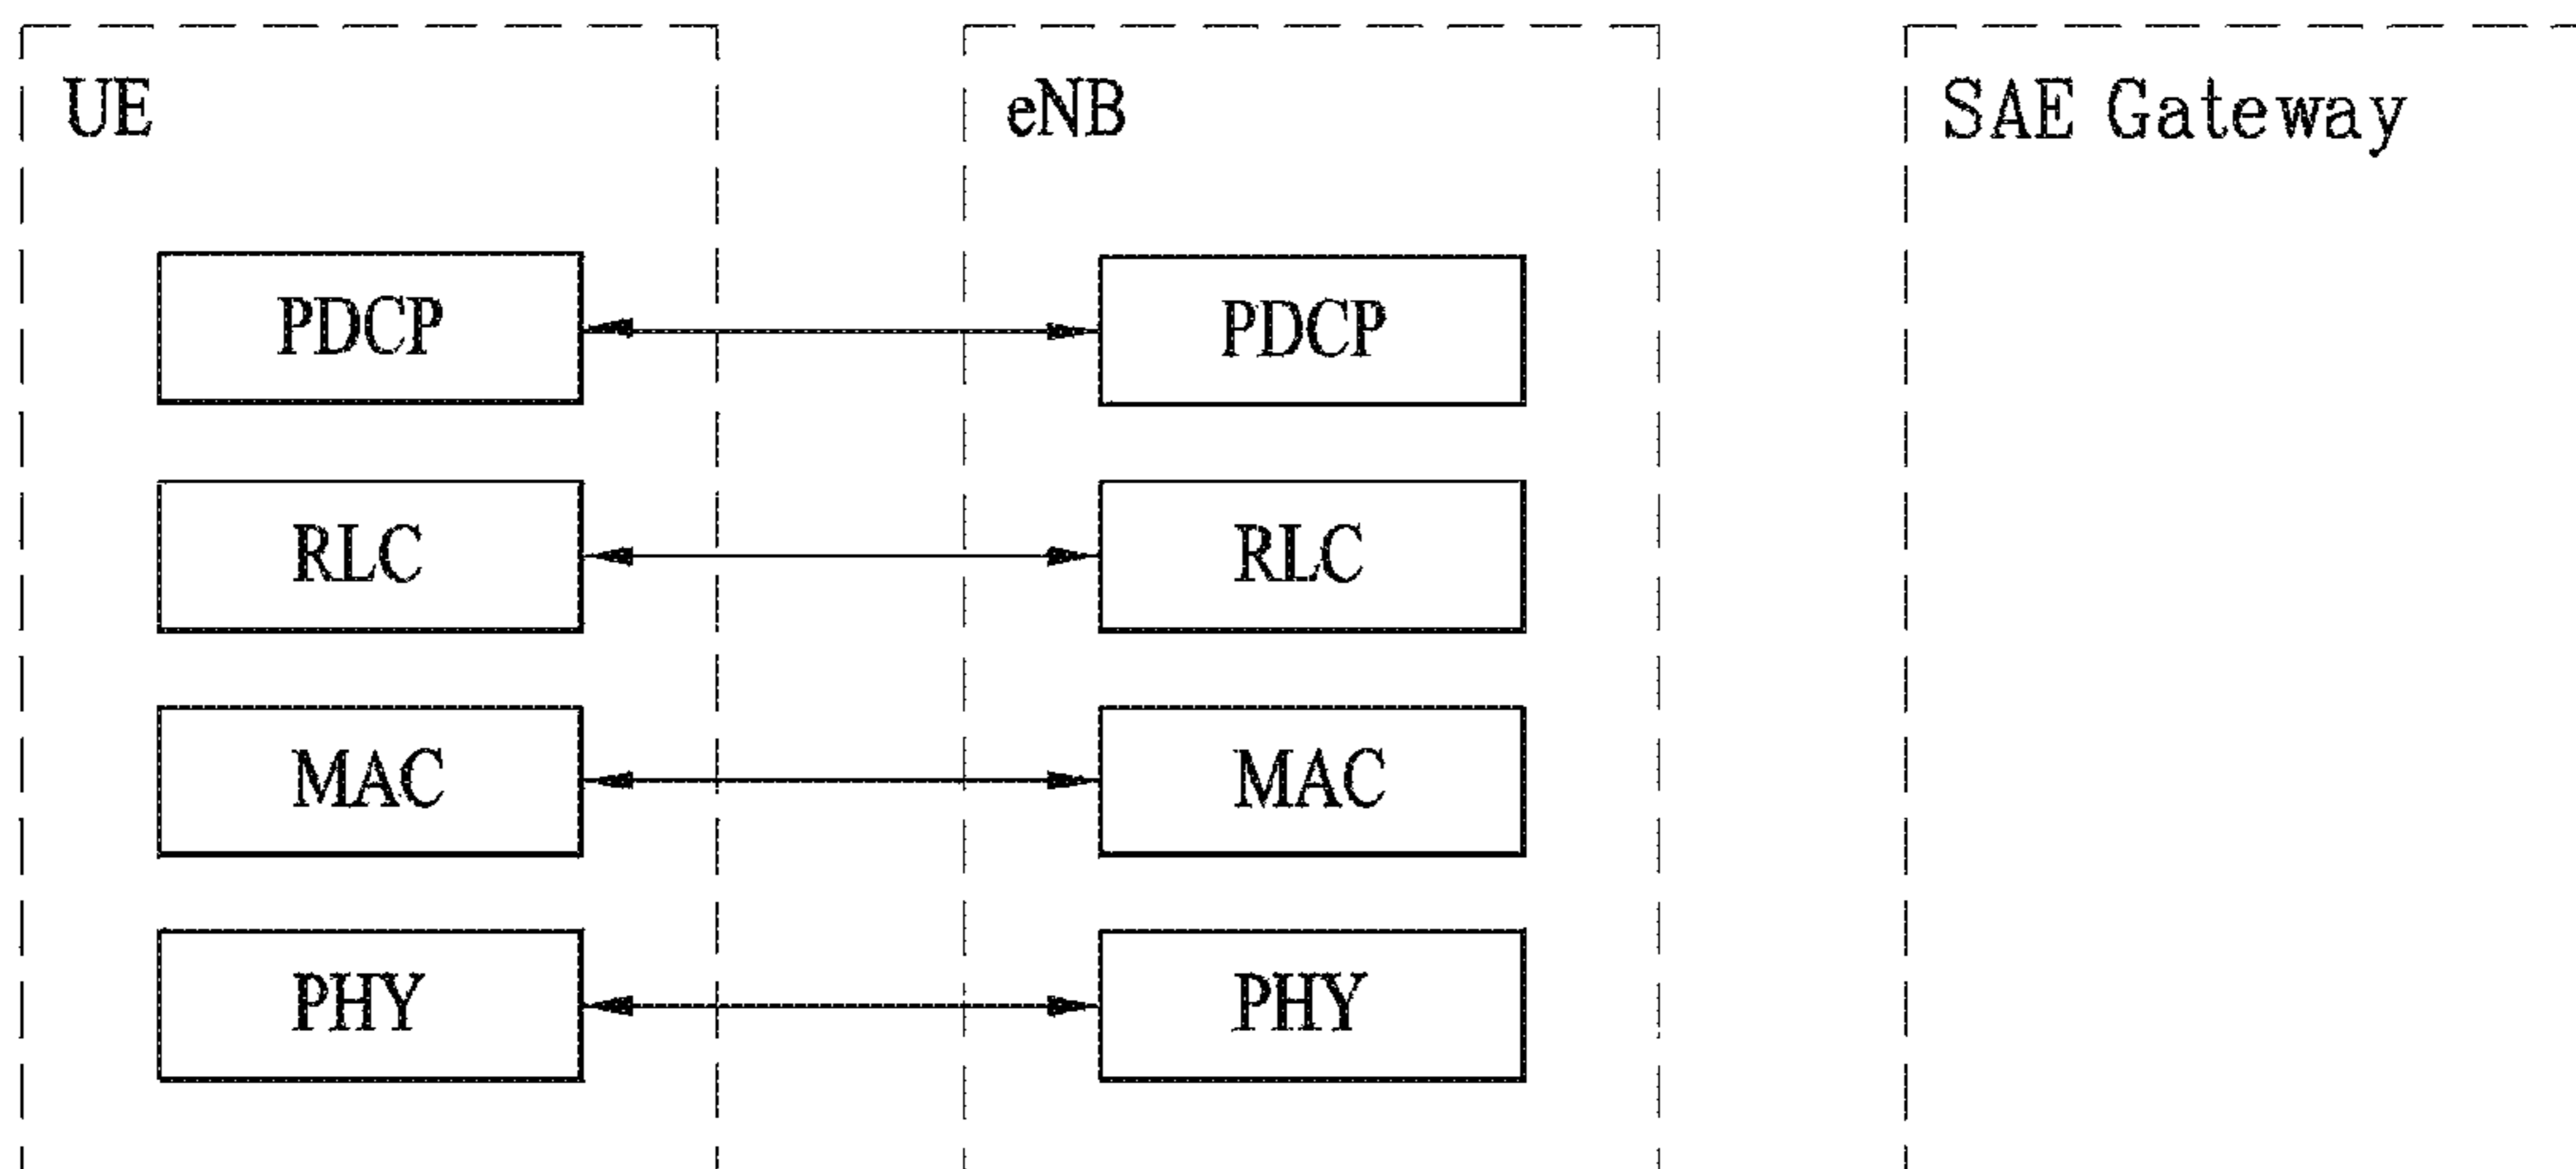 UE
eNB
SAE Gateway
PDCP
PDCP
RLC
RLC
MAC
MAC
PHY
PHY